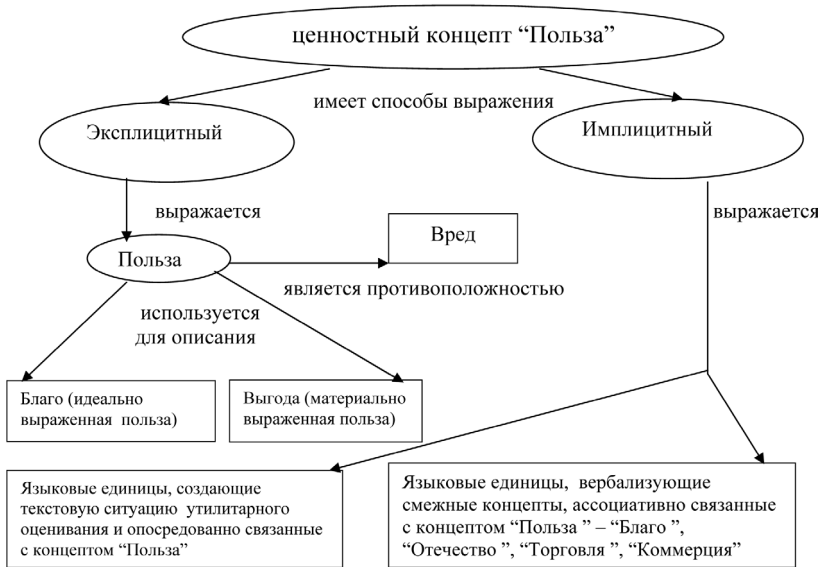 ценностный концепт “Польза”
имеет способы выражения
Эксплицитный
Имплицитный
выражается
выражается
Польза
Вред
является противоположностью
используется
для описания
Благо (идеально
выраженная польза)
Выгода (материально
выраженная польза)
Языковые единицы, создающие
текстовую ситуацию утилитарного
оценивания и опосредованно связанные
с концептом “Польза”
Языковые единицы, вербализующие
смежные концепты, ассоциативно связанные
с концептом “Польза ” – “Благо ”,
“Отечество ”, “Торговля ”, “Коммерция”